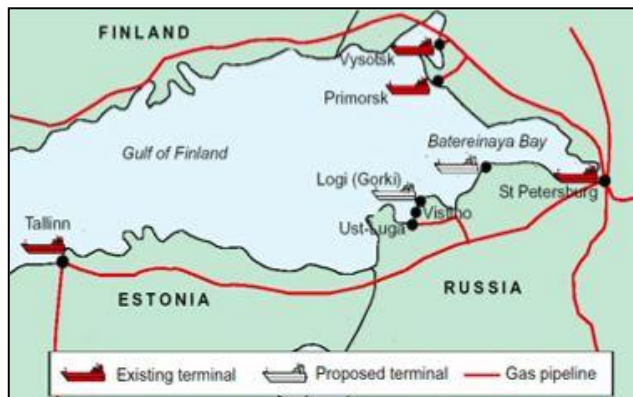 FINLAND
Vysotsk
Primorsk
Gulf of Finland
Batereinaya Bay
Logi (Gorki)
St Petersburg
Vistino
Tallinn
Ust-Luga
ESTONIA
RUSSIA
Existing terminal
Proposed terminal
Gas pipeline